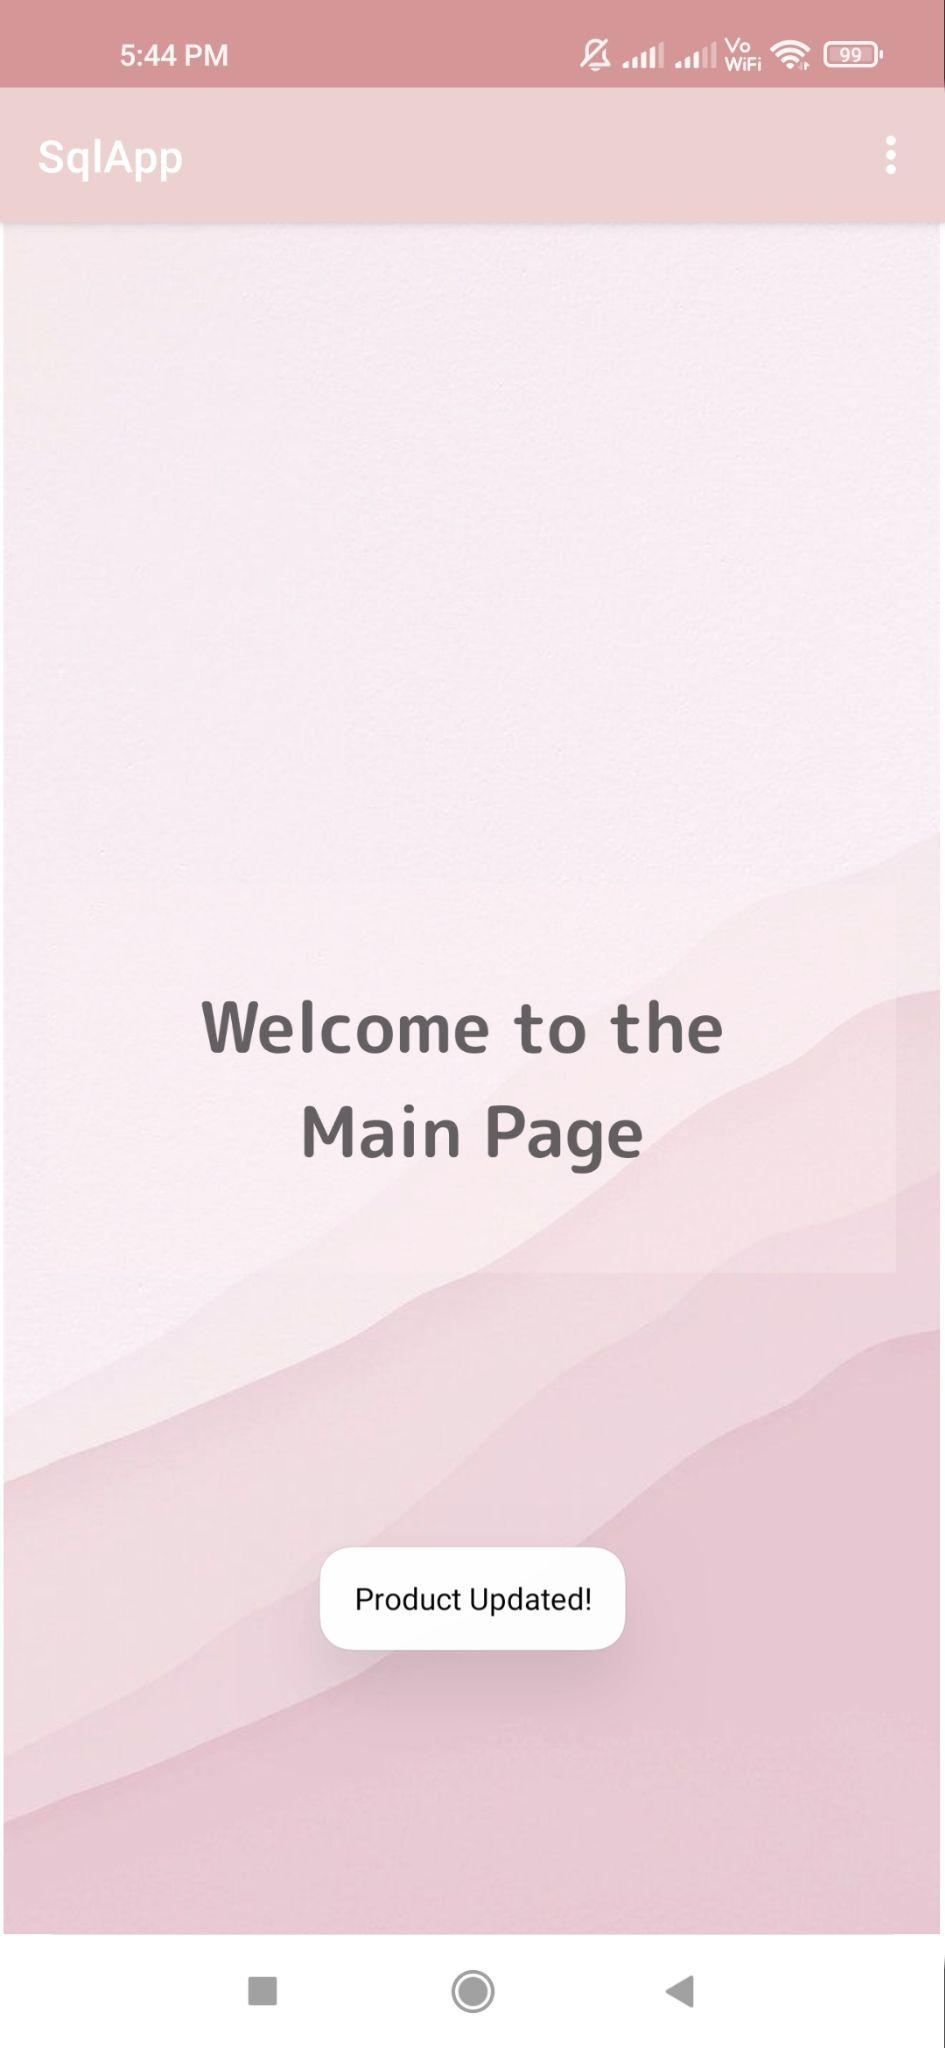 5:44 PM
Vo
WiFi
99
SqlApp
Welcome to the
Main Page
Product Updated!